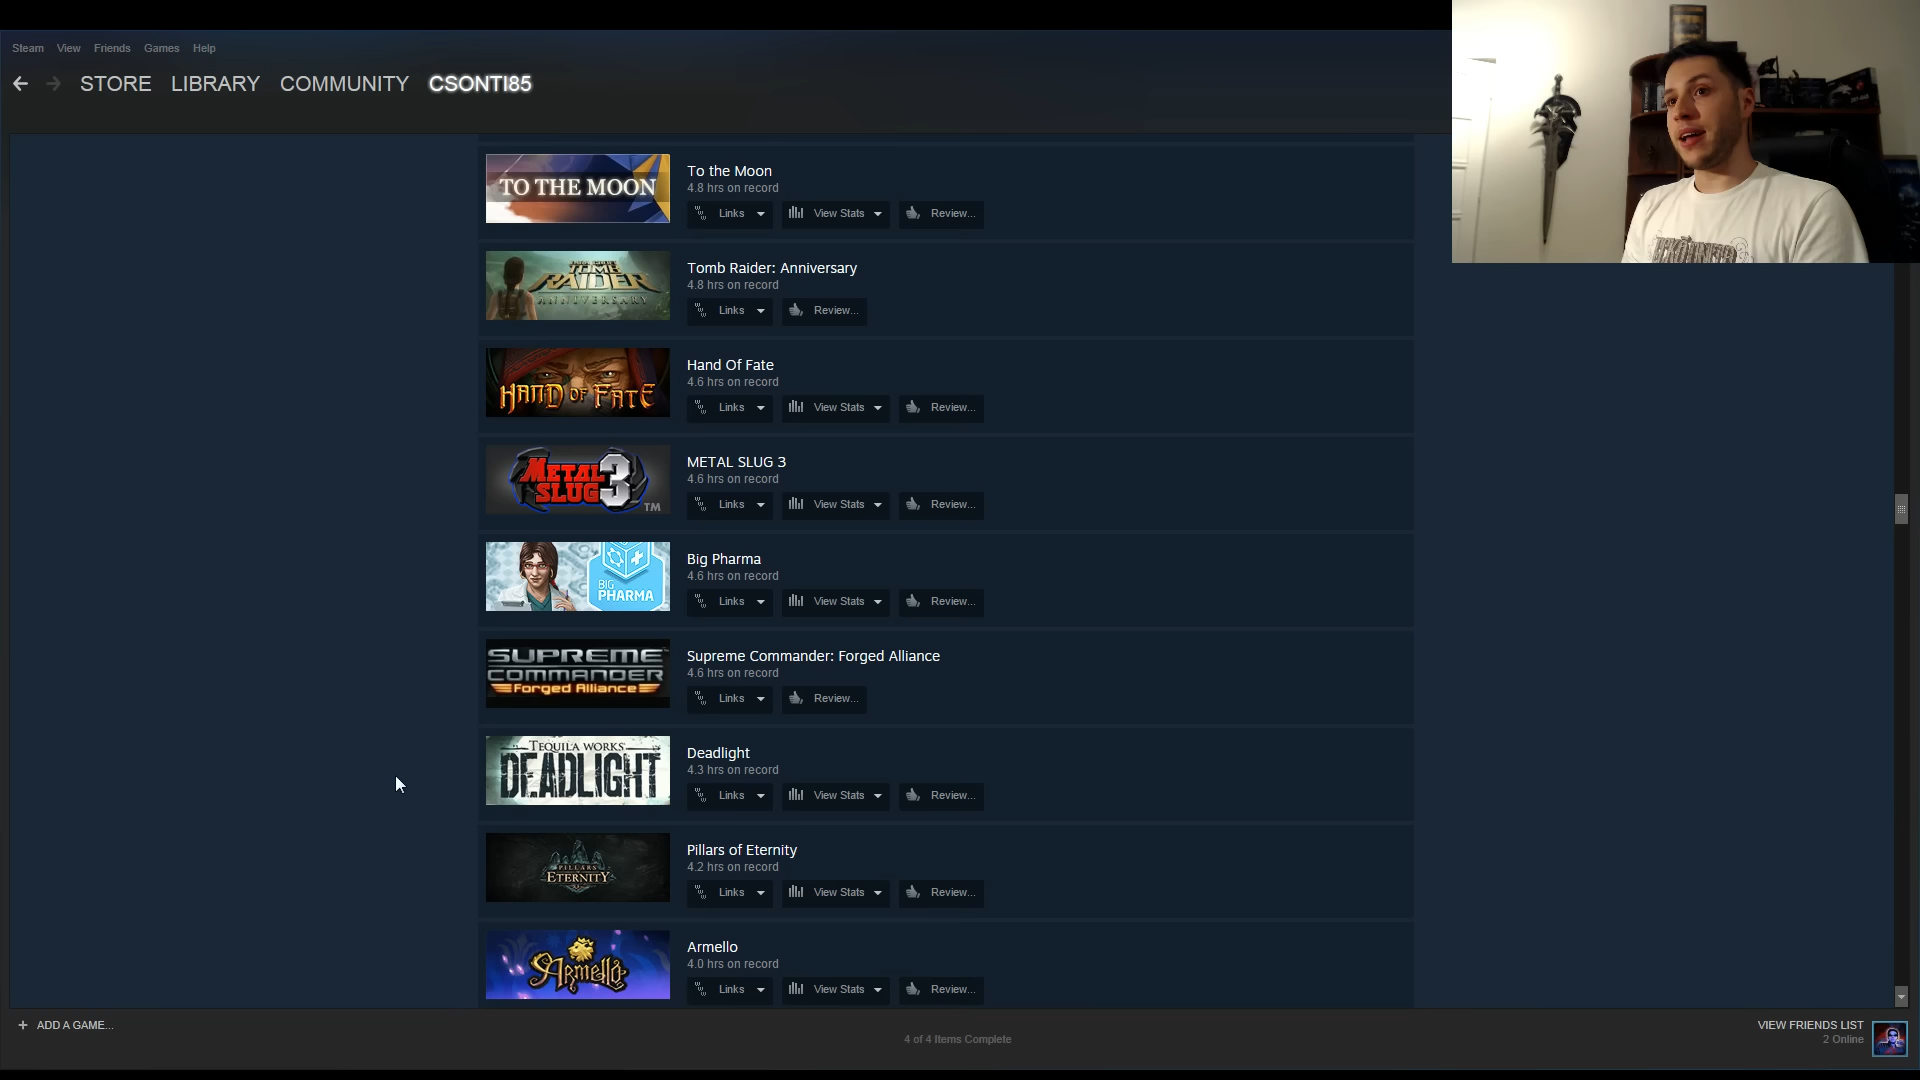 Steam View Friends Games Help
STORE LIBRARY COMMUNITY CSONTI85
TO THE MOON
To the Moon
4.8 hrs on record
Links View Stats Review...
TOMB
RAIDER
ANNIVERSARY
Tomb Raider: Anniversary
4.8 hrs on record
Links Review...
HAND OF FATE
Hand Of Fate
4.6 hrs on record
Links View Stats Review...
METAL
SLUG 3
TM
METAL SLUG 3
4.6 hrs on record
Links View Stats Review...
BIG
PHARMA
Big Pharma
4.6 hrs on record
Links View Stats Review...
SUPREME
COMMANDER
Forged Alliance
Supreme Commander: Forged Alliance
4.6 hrs on record
Links Review...
TEQUILA WORKS'
DEADLIGHT
Deadlight
4.3 hrs on record
Links View Stats Review...
PILLARS
OF
ETERNITY
Pillars of Eternity
4.2 hrs on record
Links View Stats Review...
Armello
Armello
4.0 hrs on record
Links View Stats Review...
+ ADD A GAME...
4 of 4 Items Complete
VIEW FRIENDS LIST
2 Online